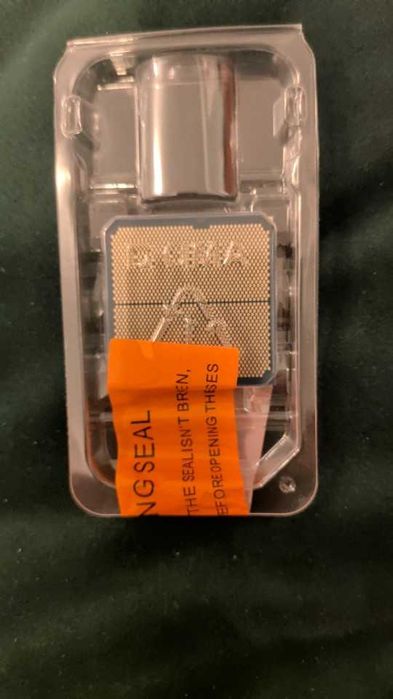 NGSEAL
THE SEALISN'T BREN,
EFOREOPENING THSES